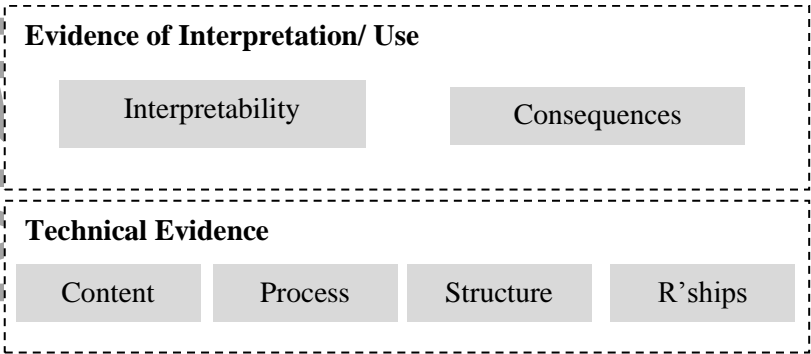 Evidence of Interpretation/ Use
Interpretability
Consequences
Technical Evidence
Content
Process
Structure
R’ships